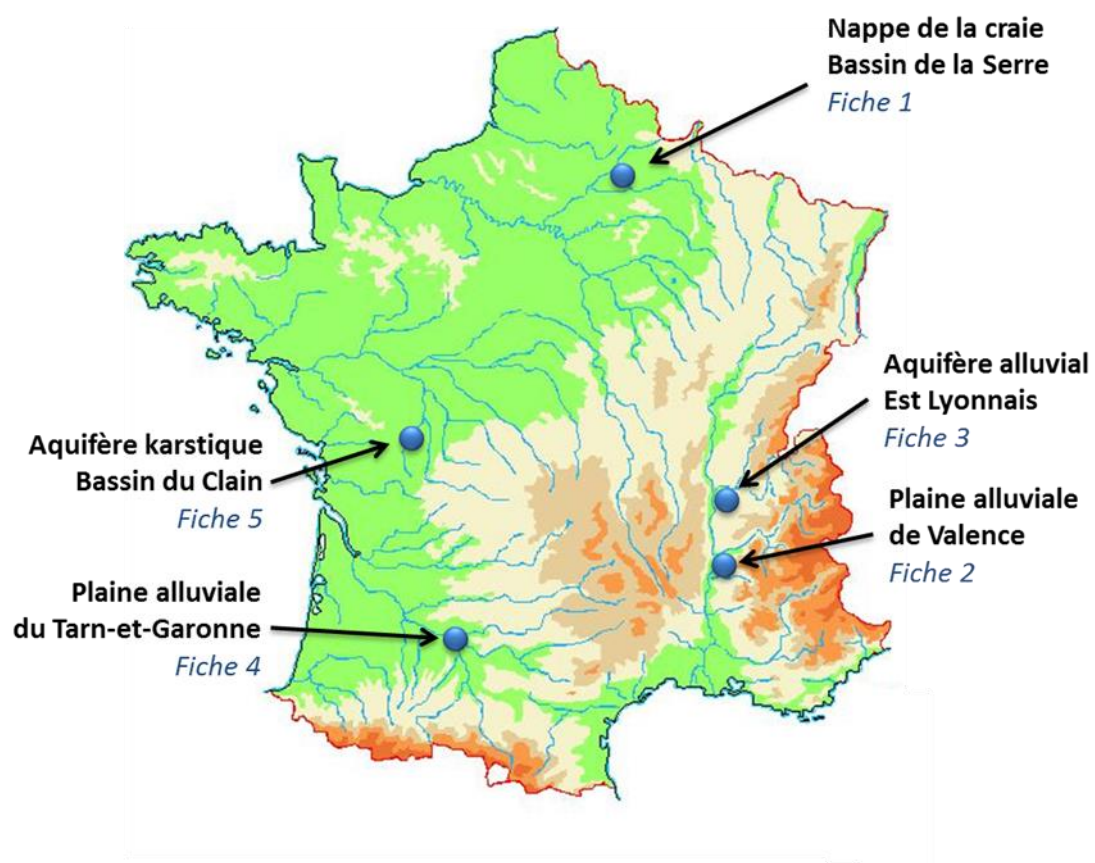 Nappe de la craie
Bassin de la Serre
Fiche 1
Aquifère alluvial
Est Lyonnais
Fiche 3
Aquifère karstique
Bassin du Clain
Fiche 5
Plaine alluviale
de Valence
Fiche 2
Plaine alluviale
du Tarn-et-Garonne
Fiche 4